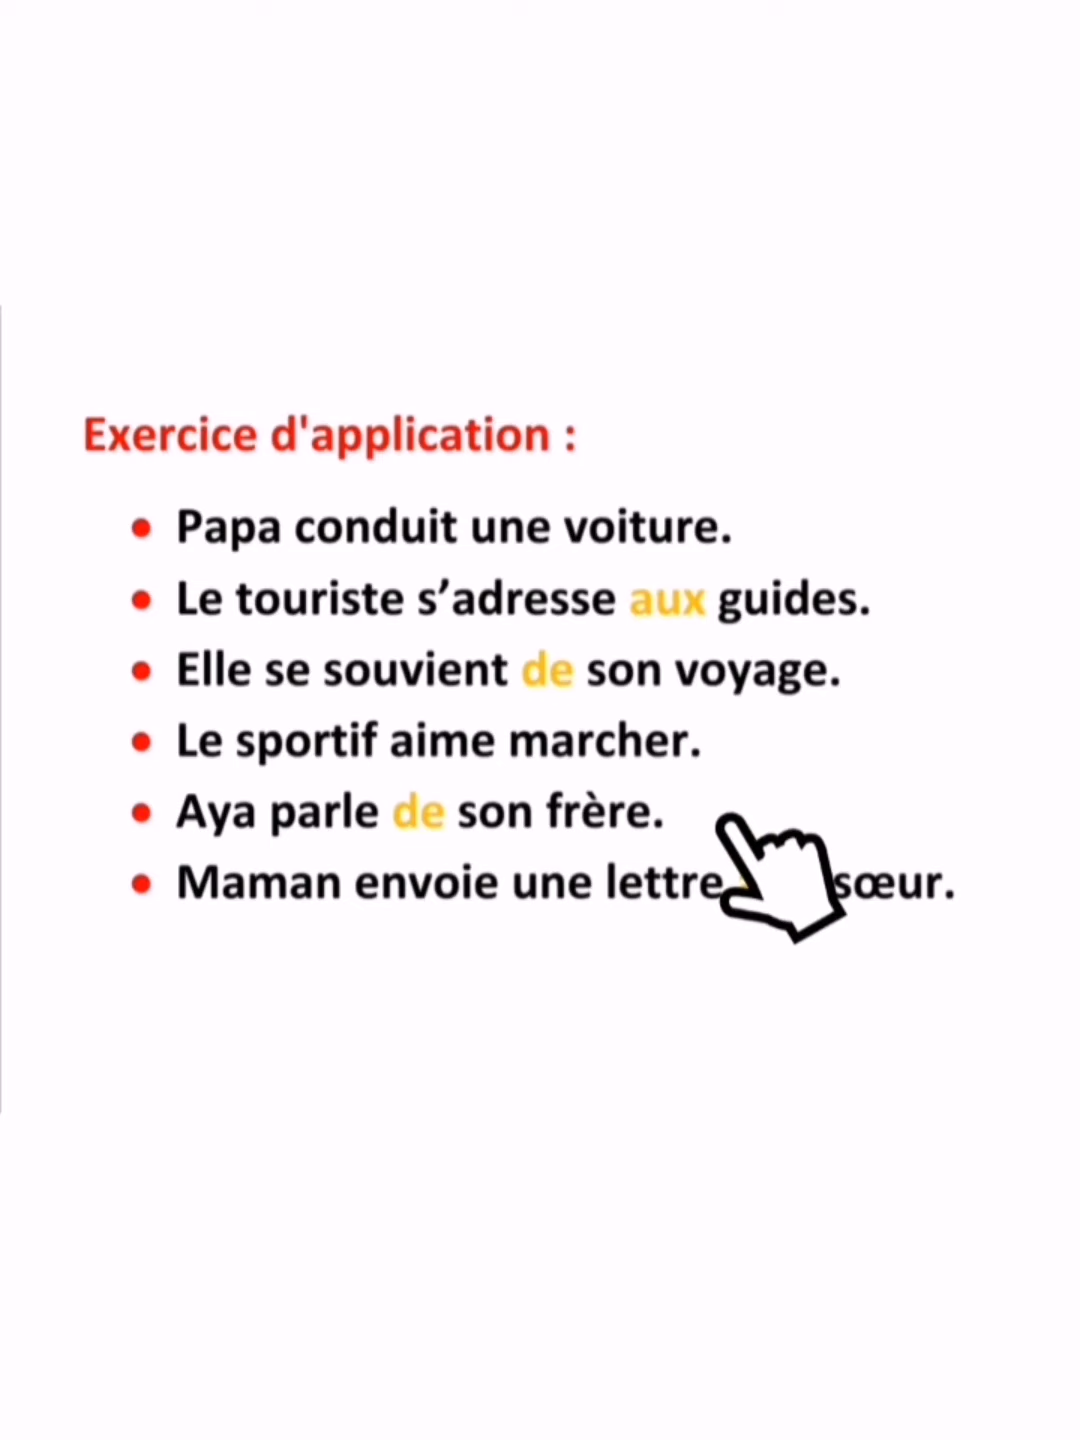 Exercice d'application :
• Papa conduit une voiture.
• Le touriste s’adresse aux guides.
• Elle se souvient de son voyage.
• Le sportif aime marcher.
• Aya parle de son frère.
• Maman envoie une lettre sœur.